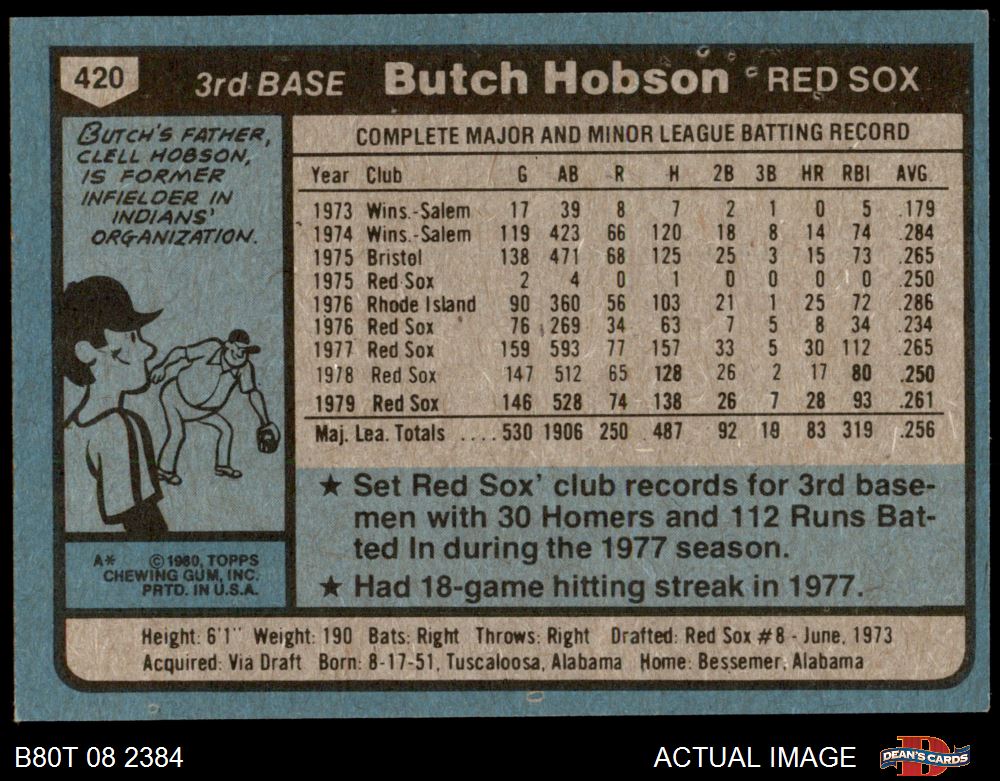 420 3rd BASE Butch Hobson RED SOX
BUTCH'S FATHER,
CLELL HOBSON,
IS FORMER
INFIELDER IN
INDIANS'
ORGANIZATION.
A* © 1980, TOPPS
CHEWING GUM, INC.
PRTD. IN U.S.A.
COMPLETE MAJOR AND MINOR LEAGUE BATTING RECORD
Year Club G AB R H 2B 3B HR RBI AVG.
1973 Wins.-Salem 17 39 8 7 2 1 0 5 .179
1974 Wins.-Salem 119 423 66 120 18 8 14 74 .284
1975 Bristol 138 471 68 125 25 3 15 73 .265
1975 Red Sox 2 4 0 1 0 0 0 0 .250
1976 Rhode Island 90 360 56 103 21 1 25 72 .286
1976 Red Sox 76 269 34 63 7 5 8 34 .234
1977 Red Sox 159 593 77 157 33 5 30 112 .265
1978 Red Sox 147 512 65 128 26 2 17 80 .250
1979 Red Sox 146 528 74 138 26 7 28 93 .261
Maj. Lea. Totals .... 530 1906 250 487 92 19 83 319 .256
★ Set Red Sox' club records for 3rd base-
men with 30 Homers and 112 Runs Bat-
ted In during the 1977 season.
★ Had 18-game hitting streak in 1977.
Height: 6'1" Weight: 190 Bats: Right Throws: Right Drafted: Red Sox #8 - June, 1973
Acquired: Via Draft Born: 8-17-51, Tuscaloosa, Alabama Home: Bessemer, Alabama
B80T 08 2384 ACTUAL IMAGE DEAN'S CARDS